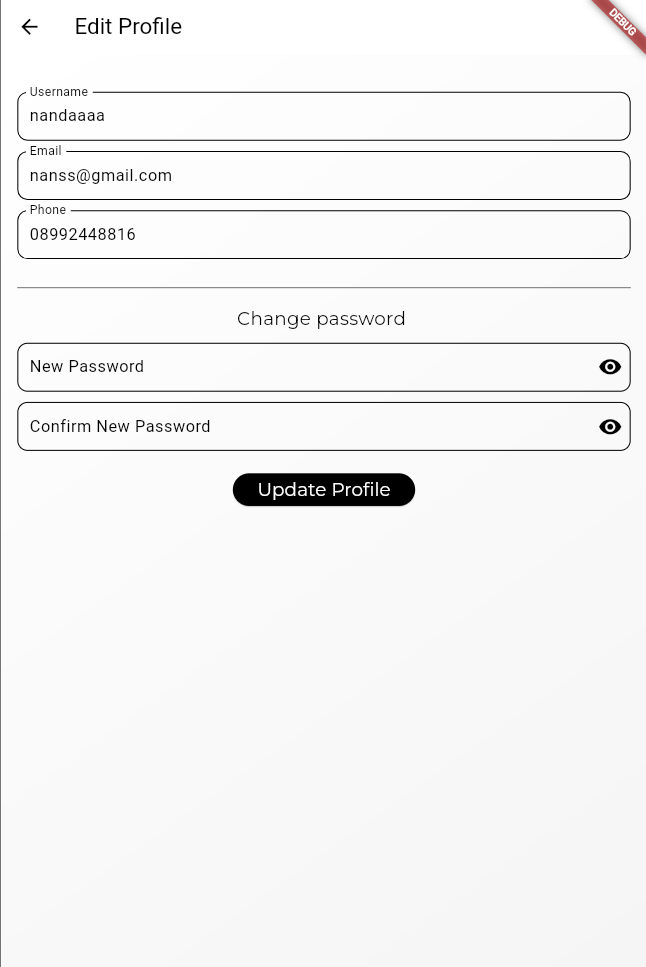 Edit Profile
DEBUG
Username
nandaaaa
Email
nanss@gmail.com
Phone
08992448816
Change password
New Password
Confirm New Password
Update Profile